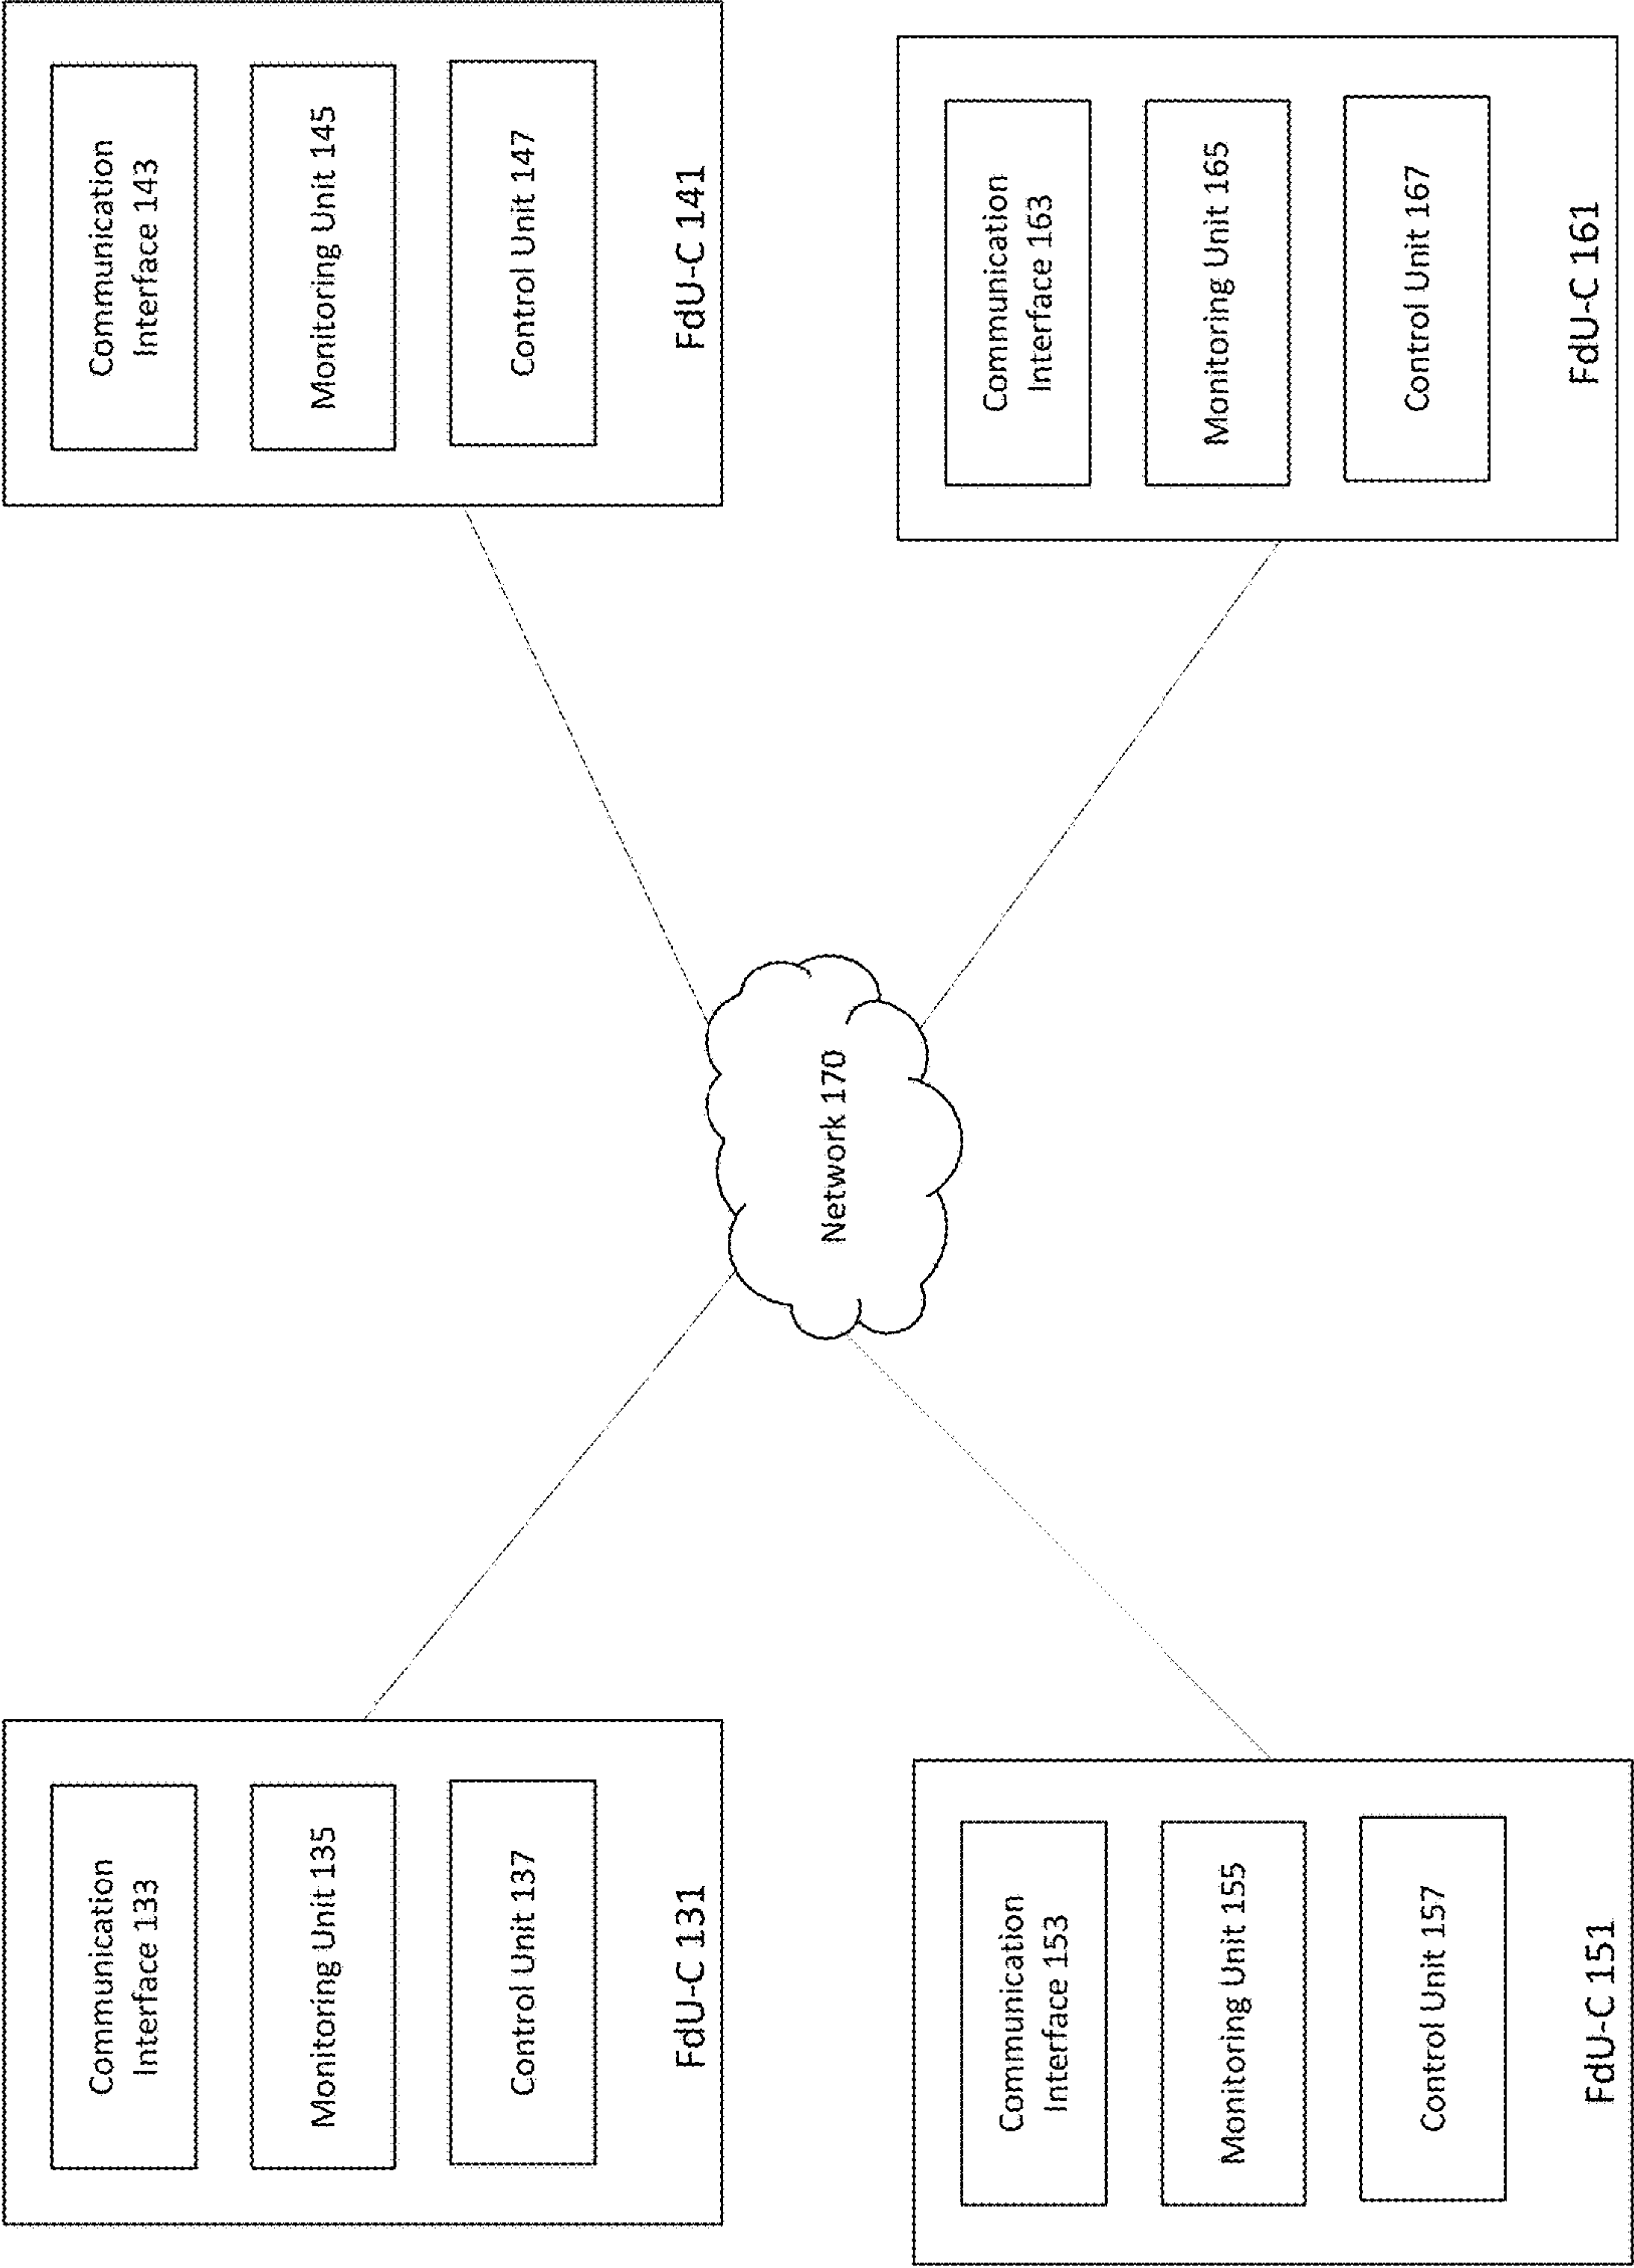 Communication
Interface 133
Monitoring Unit 135
Control Unit 137
FdU-C 131
Communication
Interface 143
Monitoring Unit 145
Control Unit 147
FdU-C 141
Network 170
Communication
Interface 153
Monitoring Unit 155
Control Unit 157
FdU-C 151
Communication
Interface 163
Monitoring Unit 165
Control Unit 167
FdU-C 161